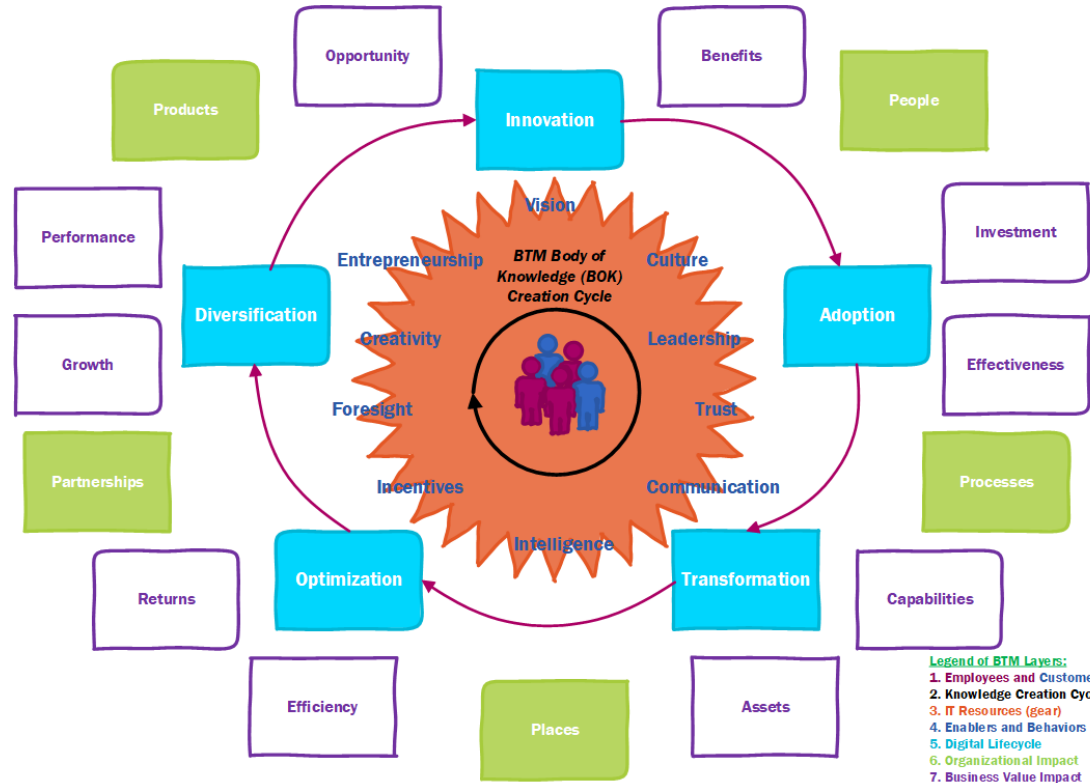 Opportunity
Benefits
Products
People
Innovation
Vision
Performance
Entrepreneurship
BTM Body of
Knowledge (BOK)
Creation Cycle
Culture
Investment
Diversification
Adoption
Creativity
Leadership
Growth
Effectiveness
Foresight
Trust
Partnerships
Incentives
Communication
Processes
Intelligence
Optimization
Transformation
Returns
Capabilities
Efficiency
Places
Assets
Legend of BTM Layers:
1. Employees and Custome
2. Knowledge Creation Cyc
3. IT Resources (gear)
4. Enablers and Behaviors
5. Digital Lifecycle
6. Organizational Impact
7. Business Value Impact